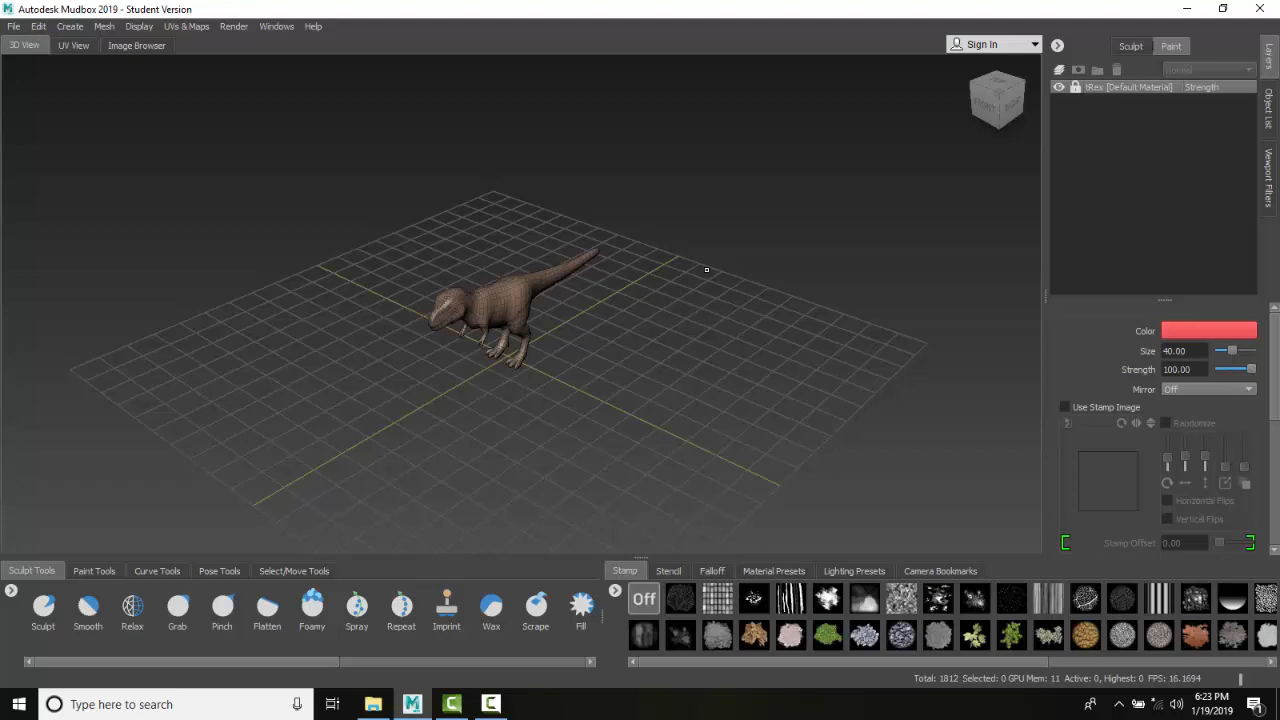 Autodesk Mudbox 2019 - Student Version
File Edit Create Mesh Display UVs & Maps Render Windows Help
3D View UV View Image Browser
Sign In
Sculpt Paint
Normal
tRex [Default Material] Strength
Layers
Object List
Viewport Filters
FRONT
RIGHT
Color
Size 40.00
Strength 100.00
Mirror Off
Use Stamp Image
Randomize
Horizontal Flips
Vertical Flips
Stamp Offset 0.00
Sculpt Tools Paint Tools Curve Tools Pose Tools Select/Move Tools
Stamp Stencil Falloff Material Presets Lighting Presets Camera Bookmarks
Off
Sculpt Smooth Relax Grab Pinch Flatten Foamy Spray Repeat Imprint Wax Scrape Fill
Total: 1812 Selected: 0 GPU Mem: 11 Active: 0, Highest: 0 FPS: 16.1694
Type here to search
6:23 PM
1/19/2019
1